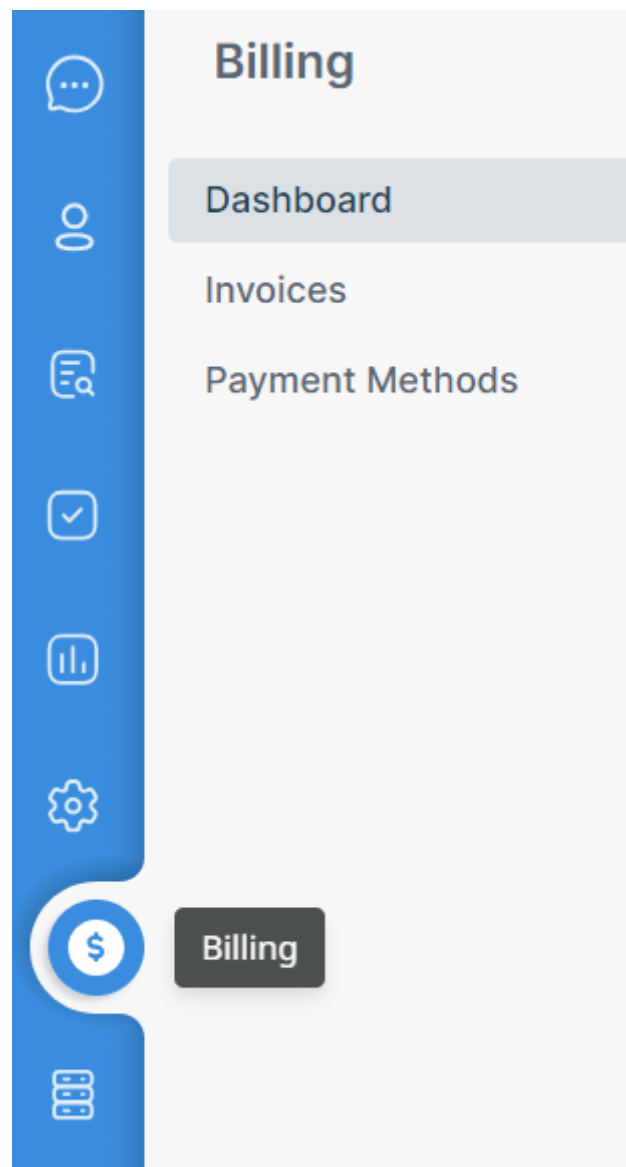 Billing
Dashboard
Invoices
Payment Methods
$
Billing